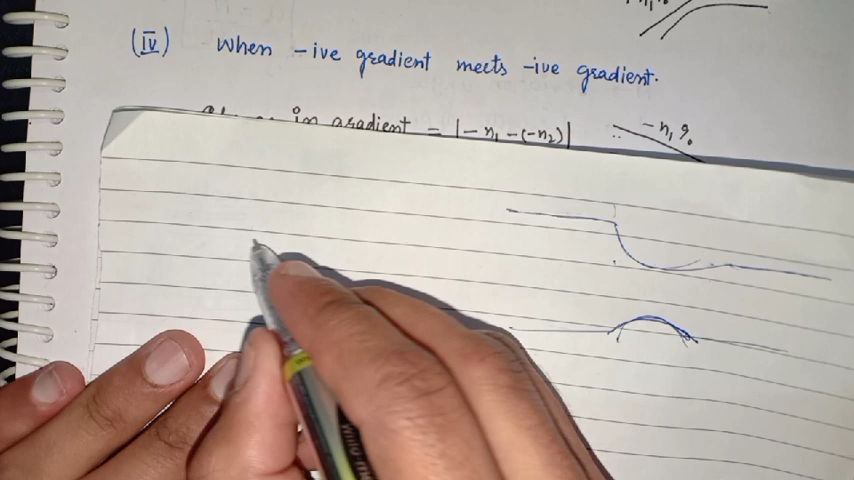 (iv) When -ive gradient meets -ive gradient.
in gradient = |-n₁-(-n₂)| -n₁%